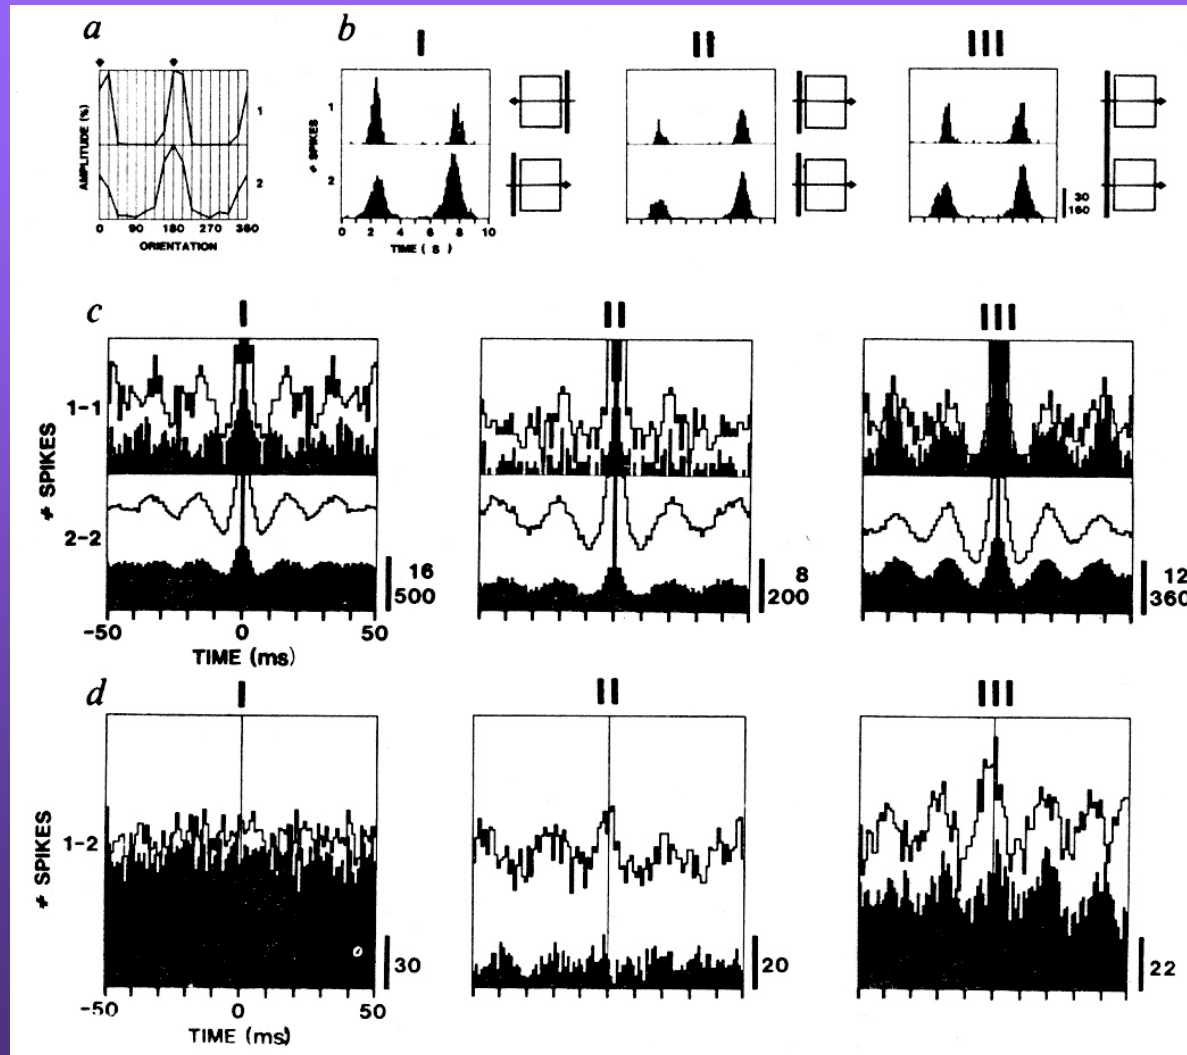 a
AMPLITUDE (%)
1
2
0 90 180 270 360
ORIENTATION
b
I II III
# SPIKES
1
2
0 2 4 6 8 10
TIME ( S )
30
160
c
I II III
# SPIKES
1-1
2-2
16
500
8
200
12
360
-50 0 50
TIME (ms)
d
I II III
# SPIKES
1-2
30
20
22
-50 0 50
TIME (ms)